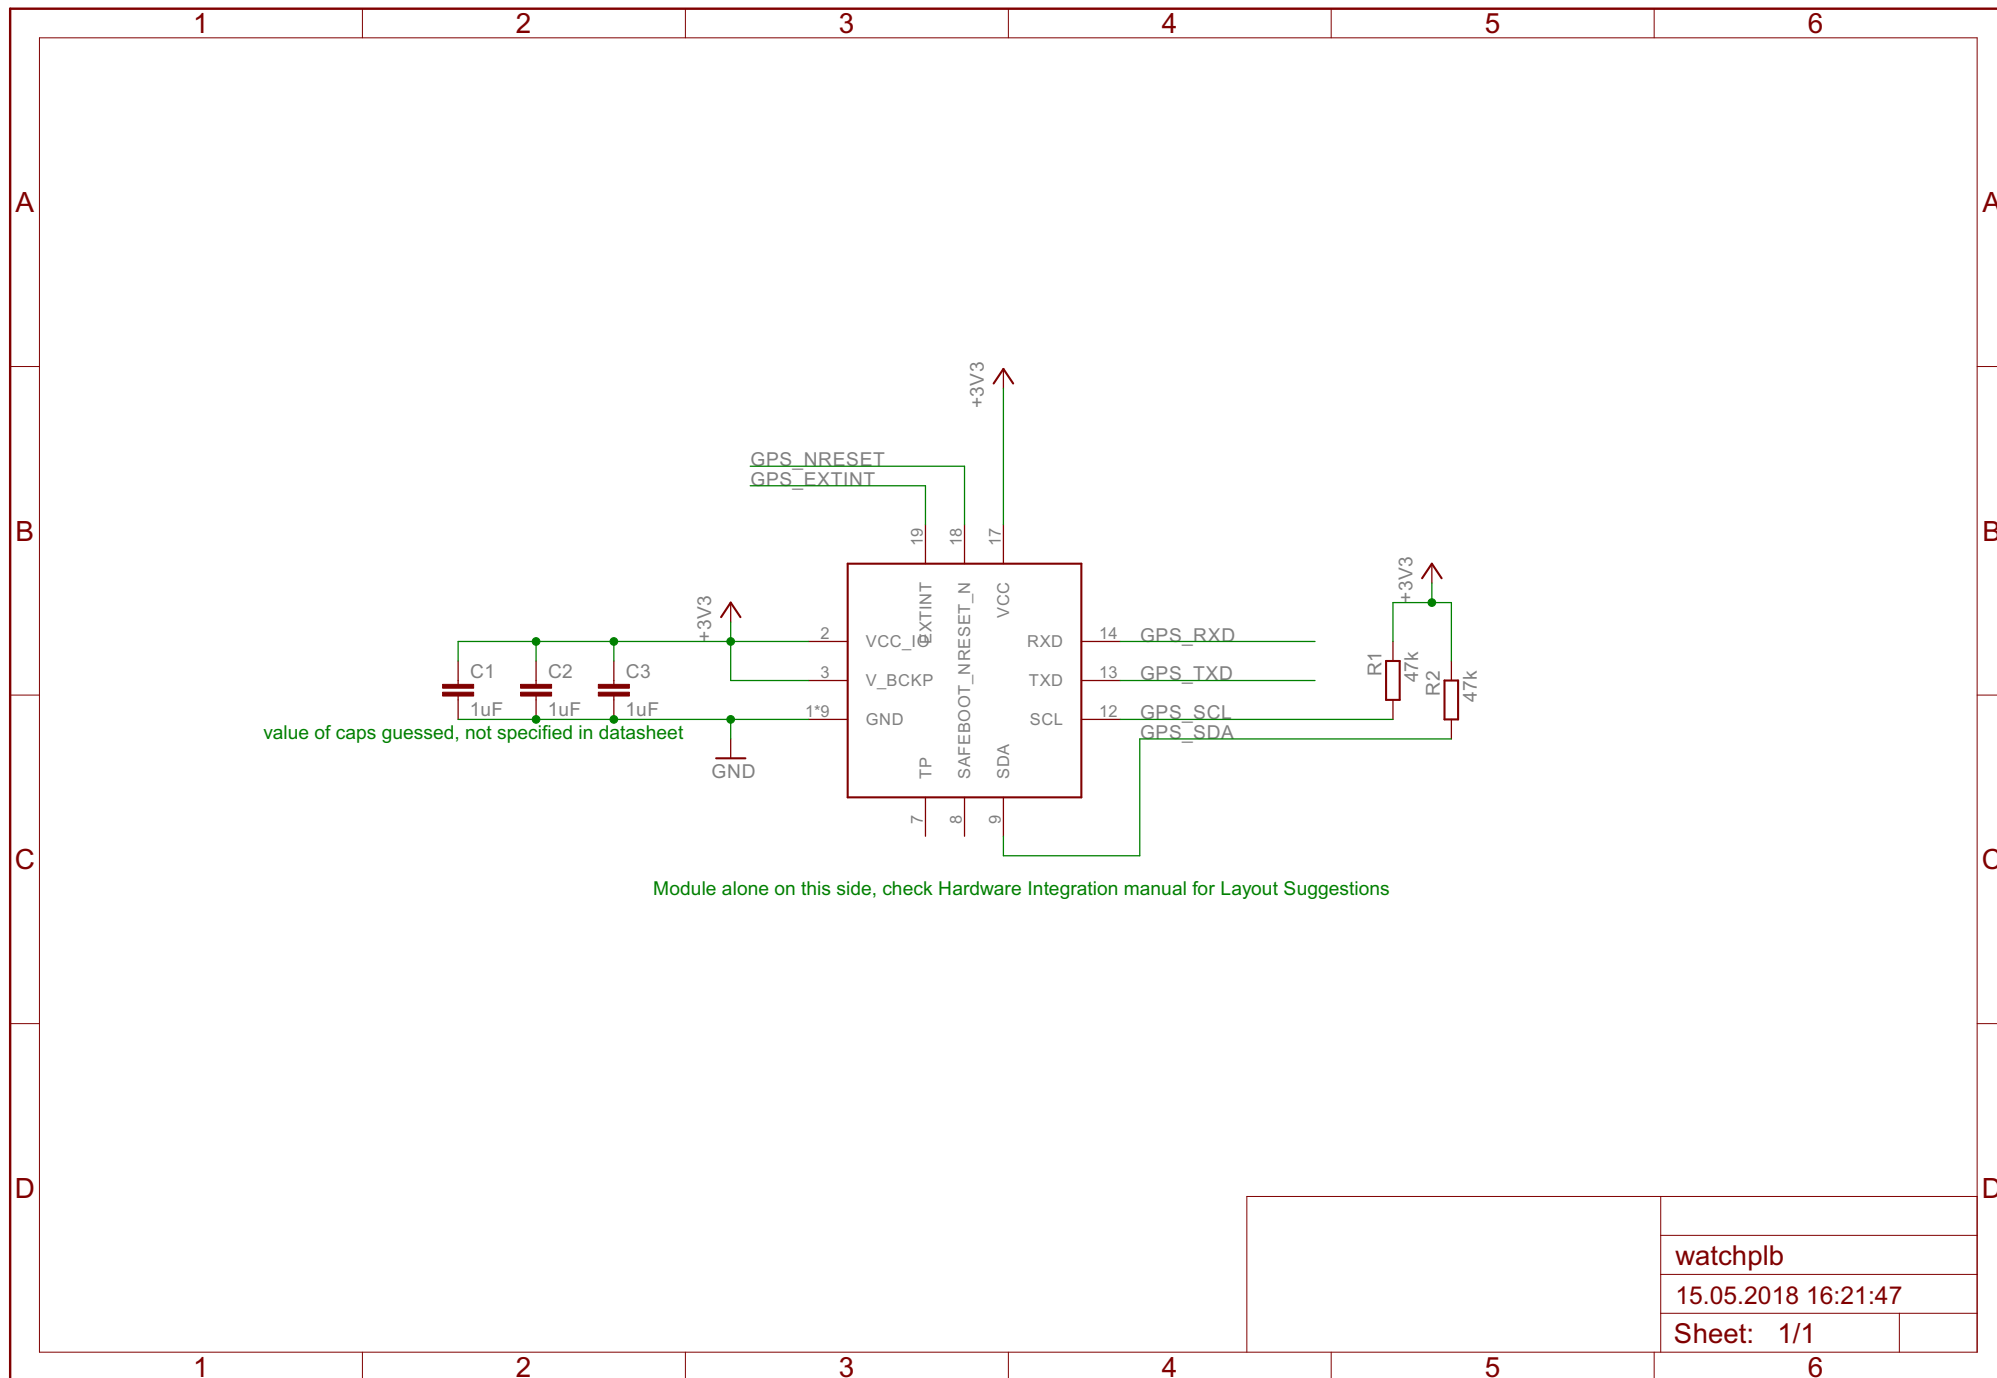 1 2 3 4 5 6
A A
+3V3
GPS_NRESET
GPS_EXTINT
B B
19 18 17
+3V3
+3V3
EXTINT
SAFEBOOT_N
RESET_N
VCC
2 VCC_IO
RXD 14 GPS_RXD
C1 C2 C3
3 V_BCKP
TXD 13 GPS_TXD
R1 47k
R2 47k
1uF 1uF 1uF
1*9 GND
SCL 12 GPS_SCL
GPS_SDA
value of caps guessed, not specified in datasheet
GND
TP
SDA
7 8 9
C C
Module alone on this side, check Hardware Integration manual for Layout Suggestions
D D
watchplb
15.05.2018 16:21:47
Sheet: 1/1
1 2 3 4 5 6